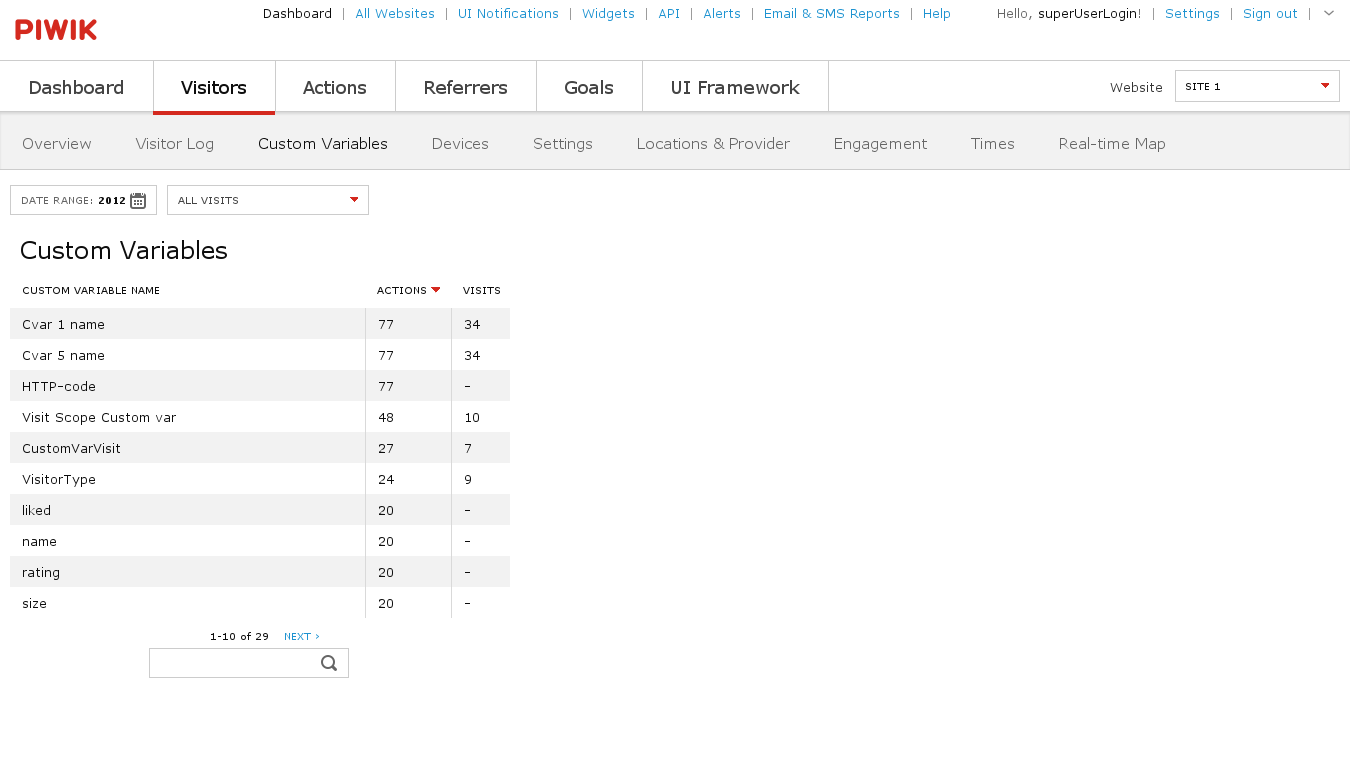 PIWIK
Dashboard | All Websites | UI Notifications | Widgets | API | Alerts | Email & SMS Reports | Help Hello, superUserLogin! | Settings | Sign out |
Dashboard Visitors Actions Referrers Goals UI Framework Website SITE 1
Overview Visitor Log Custom Variables Devices Settings Locations & Provider Engagement Times Real-time Map
DATE RANGE: 2012 ALL VISITS
Custom Variables
CUSTOM VARIABLE NAME ACTIONS VISITS
Cvar 1 name 77 34
Cvar 5 name 77 34
HTTP-code 77 -
Visit Scope Custom var 48 10
CustomVarVisit 27 7
VisitorType 24 9
liked 20 -
name 20 -
rating 20 -
size 20 -
1-10 of 29 NEXT ›